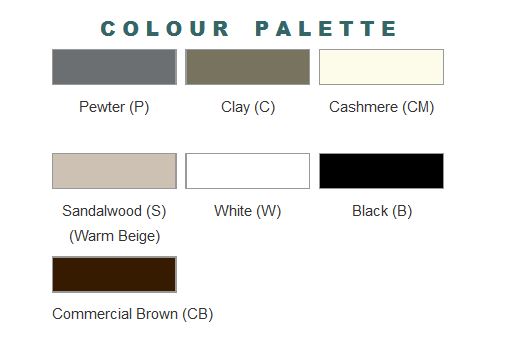 COLOUR PALETTE
Pewter (P) Clay (C) Cashmere (CM)
Sandalwood (S) White (W) Black (B)
(Warm Beige)
Commercial Brown (CB)